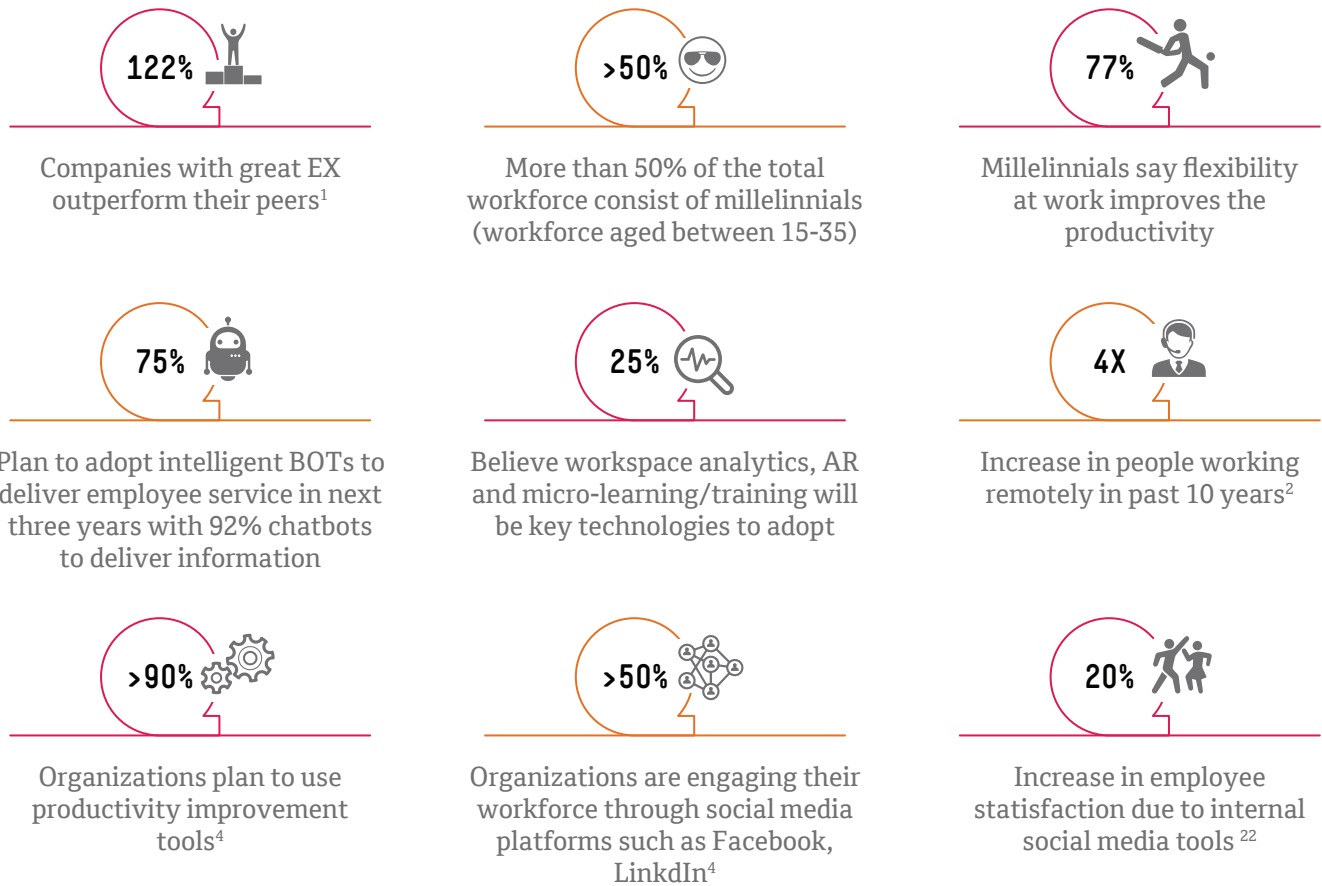 122%
Companies with great EX
outperform their peers¹
>50%
More than 50% of the total
workforce consist of millelinnials
(workforce aged between 15-35)
77%
Millelinnials say flexibility
at work improves the
productivity
75%
Plan to adopt intelligent BOTs to
deliver employee service in next
three years with 92% chatbots
to deliver information
25%
Believe workspace analytics, AR
and micro-learning/training will
be key technologies to adopt
4X
Increase in people working
remotely in past 10 years²
>90%
Organizations plan to use
productivity improvement
tools⁴
>50%
Organizations are engaging their
workforce through social media
platforms such as Facebook,
LinkdIn⁴
20%
Increase in employee
statisfaction due to internal
social media tools ²²